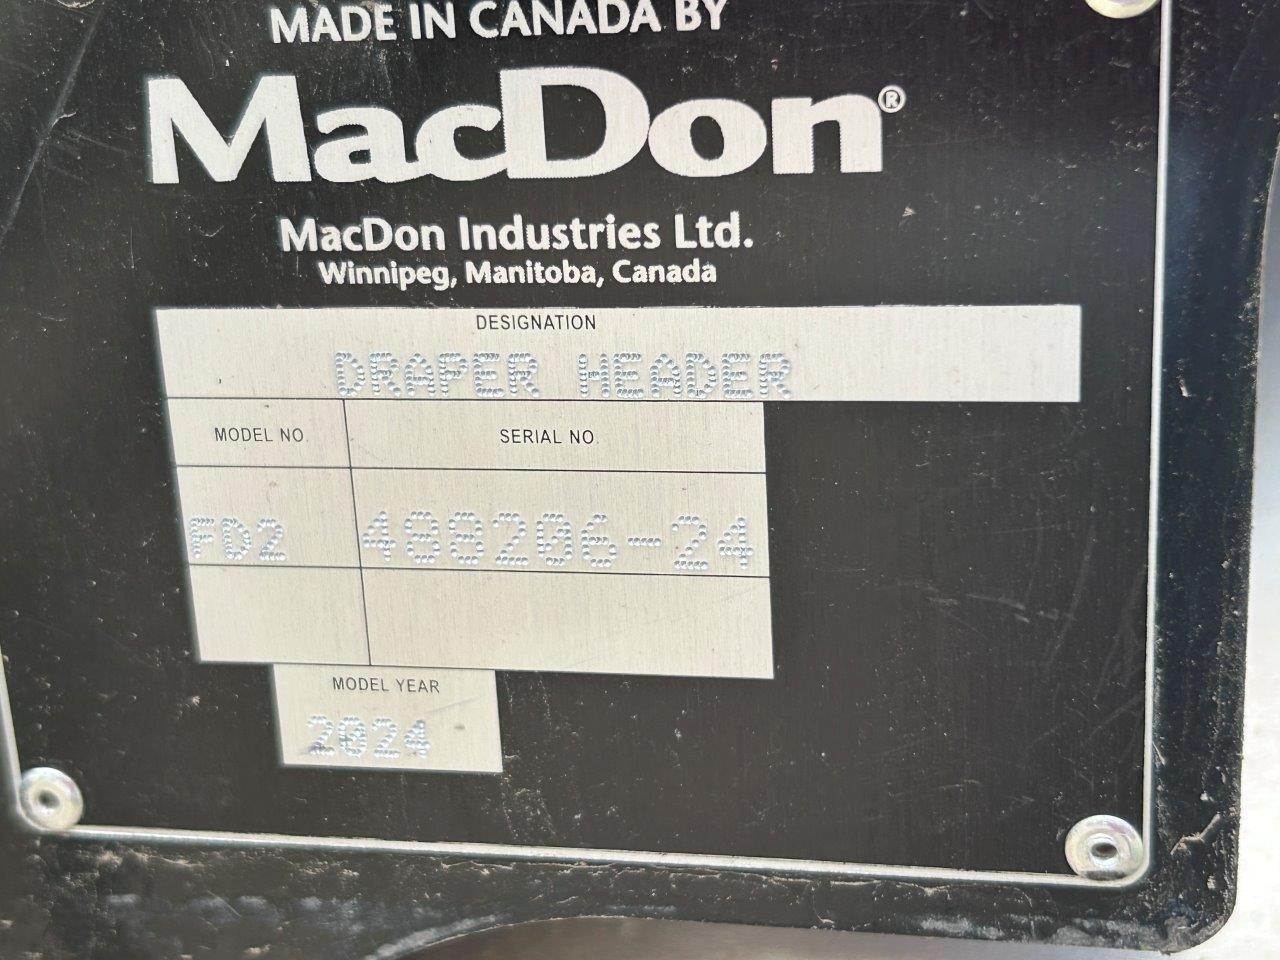 MADE IN CANADA BY
MacDon®
MacDon Industries Ltd.
Winnipeg, Manitoba, Canada
DESIGNATION
DRAPER HEADER
MODEL NO. SERIAL NO.
FD2 488206-24
MODEL YEAR
2024